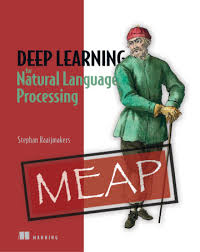 DEEP LEARNING
for
Natural Language
Processing
Stephan Raaijmakers
MEAP
MANNING